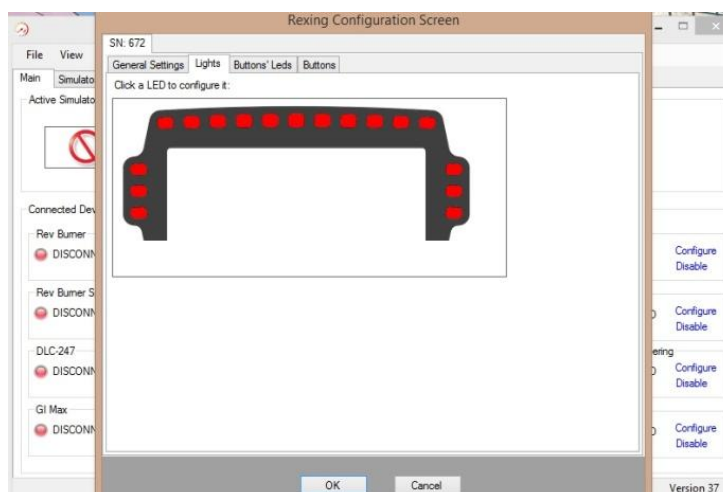 Rexing Configuration Screen
SN: 672
File View
General Settings Lights Buttons' Leds Buttons
Main Simulato
Click a LED to configure it:
Active Simulato
Connected Dev
Rev Burner
DISCONN
Configure
Disable
Rev Burner S
DISCONN
Configure
Disable
DLC-247
ering
DISCONN
Configure
Disable
GI Max
DISCONN
Configure
Disable
OK Cancel
Version 37